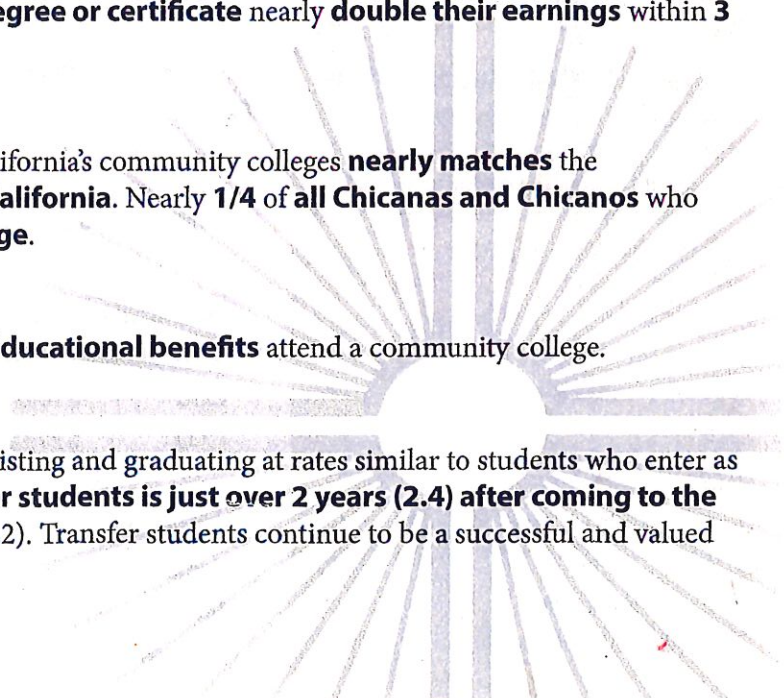 egree or certificate nearly double their earnings within 3
ifornia's community colleges nearly matches the
alifornia. Nearly 1/4 of all Chicanas and Chicanos who
ge.
ducational benefits attend a community college.
isting and graduating at rates similar to students who enter as
r students is just over 2 years (2.4) after coming to the
2). Transfer students continue to be a successful and valued